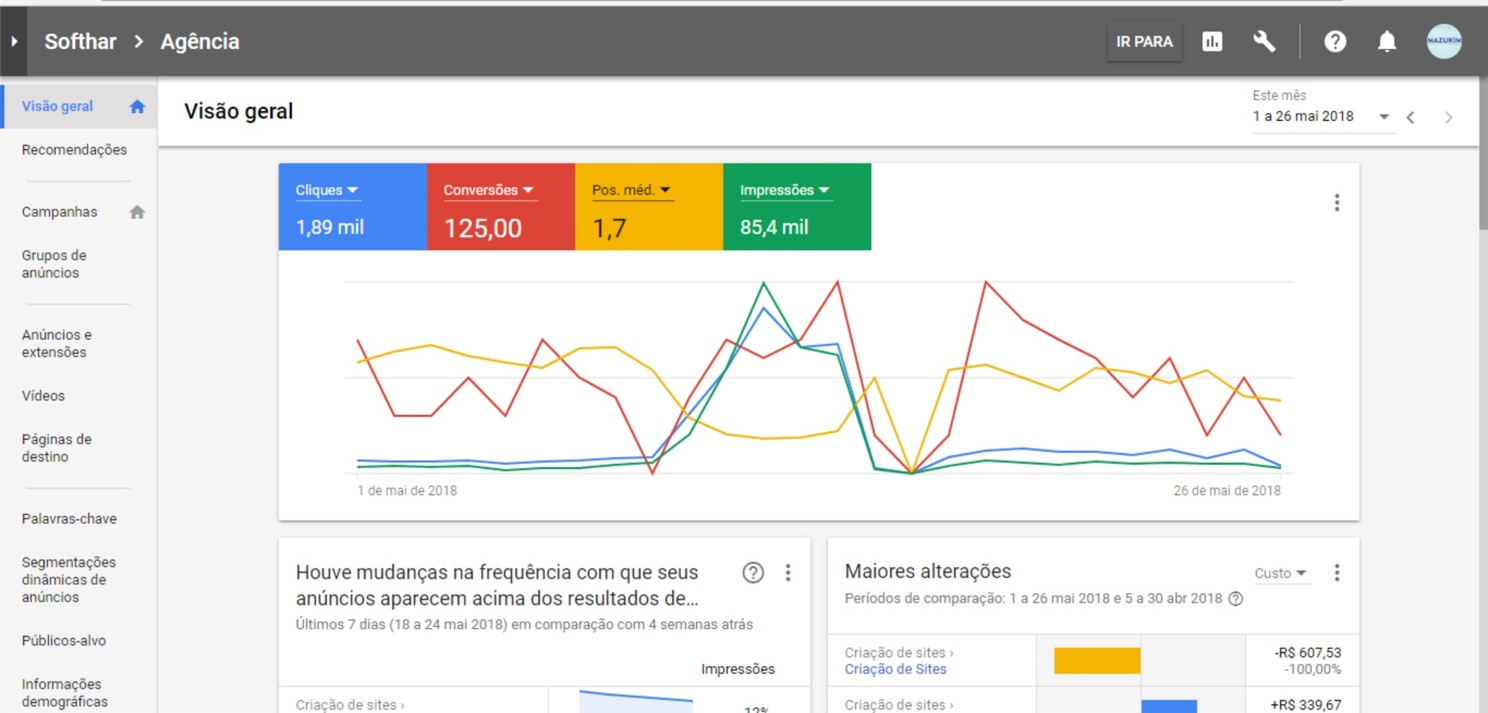 Softhar > Agência
IR PARA
MAZUKIM
Visão geral
Recomendações
Campanhas
Grupos de
anúncios
Anúncios e
extensões
Vídeos
Páginas de
destino
Palavras-chave
Segmentações
dinâmicas de
anúncios
Públicos-alvo
Informações
demográficas
Visão geral
Este mês
1 a 26 mai 2018
Cliques
1,89 mil
Conversões
125,00
Pos. méd.
1,7
Impressões
85,4 mil
1 de mai de 2018
26 de mai de 2018
Houve mudanças na frequência com que seus
anúncios aparecem acima dos resultados de...
Últimos 7 dias (18 a 24 mai 2018) em comparação com 4 semanas atrás
Impressões
Criação de sites ›
12%
Maiores alterações
Custo
Períodos de comparação: 1 a 26 mai 2018 e 5 a 30 abr 2018
Criação de sites ›
Criação de Sites
-R$ 607,53
-100,00%
Criação de sites ›
+R$ 339,67